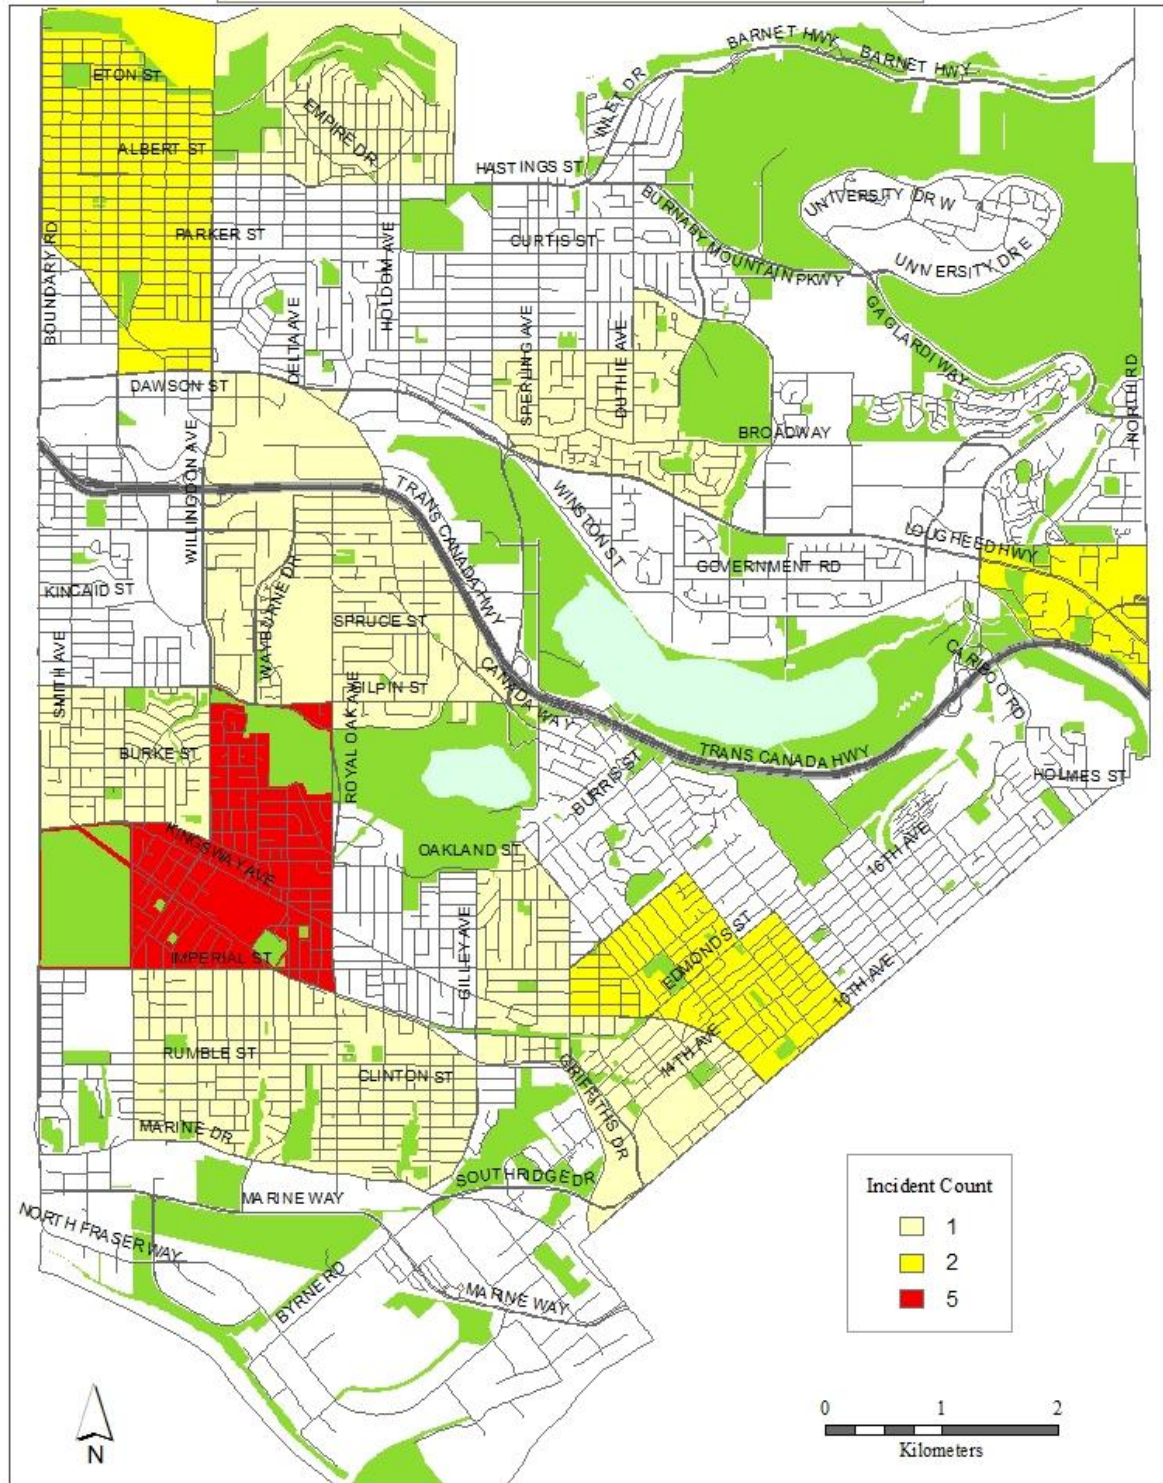 BARNET HWY
BARNET HWY
ETON ST
INLET DR
EMPIRE DR
ALBERT ST
HASTINGS ST
UNIVERSITY DR W
BURNABY MOUNTAIN PKWY
PARKER ST
CURTIS ST
BOUNDARY RD
HOLDOM AVE
UNIVERSITY DR E
DELTA AVE
GAGLARDI WAY
SPERLING AVE
DUTHIE AVE
DAWSON ST
NORTH RD
BROADWAY
WILLINGDON AVE
TRANS CANADA HWY
WINSTON ST
LOUGHEED HWY
GOVERNMENT RD
KINCAID ST
WAYBURNE DR
SPRUCE ST
SMITH AVE
CANADA WAY
CARIBOO RD
GILPIN ST
ROYAL OAK AVE
BURKE ST
TRANS CANADA HWY
BURRIS ST
HOLMES ST
KINGSWAY AVE
OAKLAND ST
16TH AVE
GILLEY AVE
EDMONDS ST
IMPERIAL ST
10TH AVE
RUMBLE ST
14TH AVE
CLINTON ST
GRIFFITHS DR
MARINE DR
SOUTHRIDGE DR
MARINE WAY
NORTH FRASER WAY
BYRNE RD
MARINE WAY
Incident Count
1
2
5
N
0 1 2
Kilometers